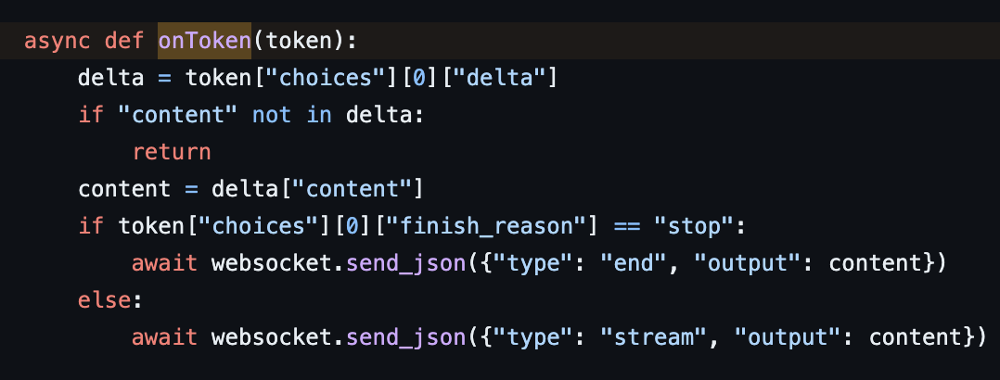 async def onToken(token):
    delta = token["choices"][0]["delta"]
    if "content" not in delta:
        return
    content = delta["content"]
    if token["choices"][0]["finish_reason"] == "stop":
        await websocket.send_json({"type": "end", "output": content})
    else:
        await websocket.send_json({"type": "stream", "output": content})